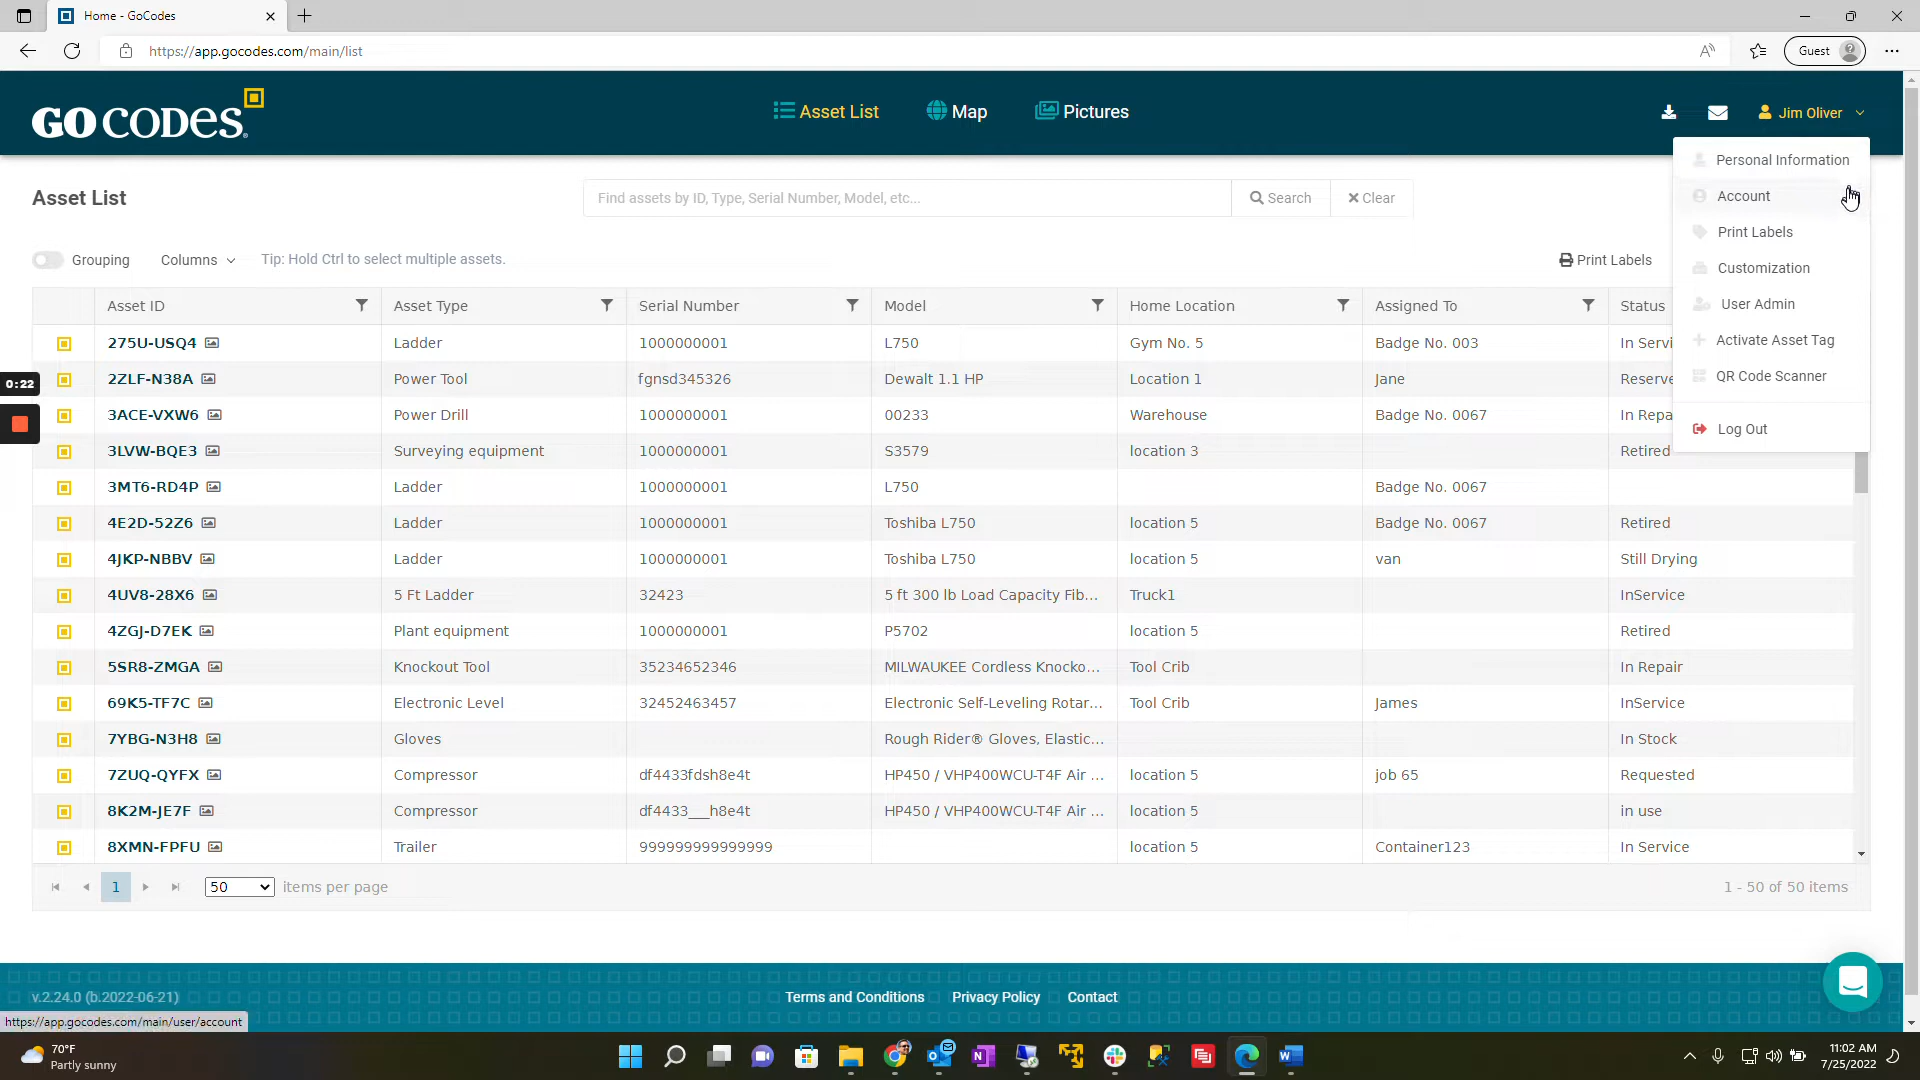 Home - GoCodes
https://app.gocodes.com/main/list
Guest
GOCODES
Asset List
Map
Pictures
Jim Oliver
Personal Information
Account
Print Labels
Customization
User Admin
Activate Asset Tag
QR Code Scanner
Log Out
Asset List
Find assets by ID, Type, Serial Number, Model, etc...
Search
Clear
Grouping
Columns
Tip: Hold Ctrl to select multiple assets.
Print Labels
Asset ID Asset Type Serial Number Model Home Location Assigned To Status
275U-USQ4 Ladder 1000000001 L750 Gym No. 5 Badge No. 003 In Servi
2ZLF-N38A Power Tool fgnsd345326 Dewalt 1.1 HP Location 1 Jane Reserve
3ACE-VXW6 Power Drill 1000000001 00233 Warehouse Badge No. 0067 In Repa
3LVW-BQE3 Surveying equipment 1000000001 S3579 location 3 Retired
3MT6-RD4P Ladder 1000000001 L750 Badge No. 0067
4E2D-52Z6 Ladder 1000000001 Toshiba L750 location 5 Badge No. 0067 Retired
4JKP-NBBV Ladder 1000000001 Toshiba L750 location 5 van Still Drying
4UV8-28X6 5 Ft Ladder 32423 5 ft 300 lb Load Capacity Fib... Truck1 InService
4ZGJ-D7EK Plant equipment 1000000001 P5702 location 5 Retired
5SR8-ZMGA Knockout Tool 35234652346 MILWAUKEE Cordless Knocko... Tool Crib In Repair
69K5-TF7C Electronic Level 32452463457 Electronic Self-Leveling Rotar... Tool Crib James InService
7YBG-N3H8 Gloves Rough Rider® Gloves, Elastic... In Stock
7ZUQ-QYFX Compressor df4433fdsh8e4t HP450 / VHP400WCU-T4F Air ... location 5 job 65 Requested
8K2M-JE7F Compressor df4433___h8e4t HP450 / VHP400WCU-T4F Air ... location 5 in use
8XMN-FPFU Trailer 999999999999999 location 5 Container123 In Service
0:22
1
50
items per page
1 - 50 of 50 items
v.2.24.0 (b.2022-06-21)
Terms and Conditions
Privacy Policy
Contact
https://app.gocodes.com/main/user/account
70°F
Partly sunny
11:02 AM
7/25/2022